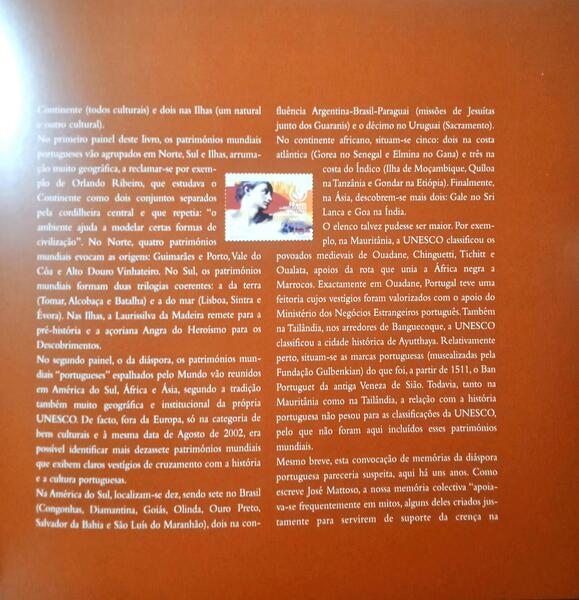 Continente (todos culturais) e dois nas Ilhas (um natural
e outro cultural).
No primeiro painel deste livro, os patrimónios mundiais
portugueses vão agrupados em Norte, Sul e Ilhas, arruma-
ção muito geográfica, a reclamar-se por exem-
plo de Orlando Ribeiro, que estudava o
Continente como dois conjuntos separados
pela cordilheira central e que repetia: "o
ambiente ajuda a modelar certas formas de
civilização". No Norte, quatro patrimónios
mundiais evocam as origens: Guimarães e Porto, Vale do
Côa e Alto Douro Vinhateiro. No Sul, os patrimónios
mundiais formam duas trilogias coerentes: a da terra
(Tomar, Alcobaça e Batalha) e a do mar (Lisboa, Sintra e
Évora). Nas Ilhas, a Laurissilva da Madeira remete para a
pré-história e a açoriana Angra do Heroísmo para os
Descobrimentos.
No segundo painel, o da diáspora, os patrimónios mun-
diais "portugueses" espalhados pelo Mundo vão reunidos
em América do Sul, África e Ásia, segundo a tradição
também muito geográfica e institucional da própria
UNESCO. De facto, fora da Europa, só na categoria de
bens culturais e à mesma data de Agosto de 2002, era
possível identificar mais dezassete patrimónios mundiais
que exibem claros vestígios de cruzamento com a história
e a cultura portuguesas.
Na América do Sul, localizam-se dez, sendo sete no Brasil
(Congonhas, Diamantina, Goiás, Olinda, Ouro Preto,
Salvador da Bahia e São Luís do Maranhão), dois na con-
fluência Argentina-Brasil-Paraguai (missões de Jesuítas
junto dos Guaranis) e o décimo no Uruguai (Sacramento).
No continente africano, situam-se cinco: dois na costa
atlântica (Gorea no Senegal e Elmina no Gana) e três na
costa do Índico (Ilha de Moçambique, Quíloa
na Tanzânia e Gondar na Etiópia). Finalmente,
na Ásia, descobrem-se mais dois: Gale no Sri
Lanca e Goa na Índia.
O elenco talvez pudesse ser maior. Por exem-
plo, na Mauritânia, a UNESCO classificou os
povoados medievais de Ouadane, Chinguetti, Tichitt e
Oualata, apoios da rota que unia a África negra a
Marrocos. Exactamente em Ouadane, Portugal teve uma
feitoria cujos vestígios foram valorizados com o apoio do
Ministério dos Negócios Estrangeiros português. Também
na Tailândia, nos arredores de Banguecoque, a UNESCO
classificou a cidade histórica de Ayutthaya. Relativamente
perto, situam-se as marcas portuguesas (musealizadas pela
Fundação Gulbenkian) do que foi, a partir de 1511, o Ban
Portuguet da antiga Veneza de Sião. Todavia, tanto na
Mauritânia como na Tailândia, a relação com a história
portuguesa não pesou para as classificações da UNESCO,
pelo que não foram aqui incluídos esses patrimónios
mundiais.
Mesmo breve, esta convocação de memórias da diáspora
portuguesa pareceria suspeita, aqui há uns anos. Como
escreve José Mattoso, a nossa memória colectiva "apoia-
va-se frequentemente em mitos, alguns deles criados jus-
tamente para servirem de suporte da crença na